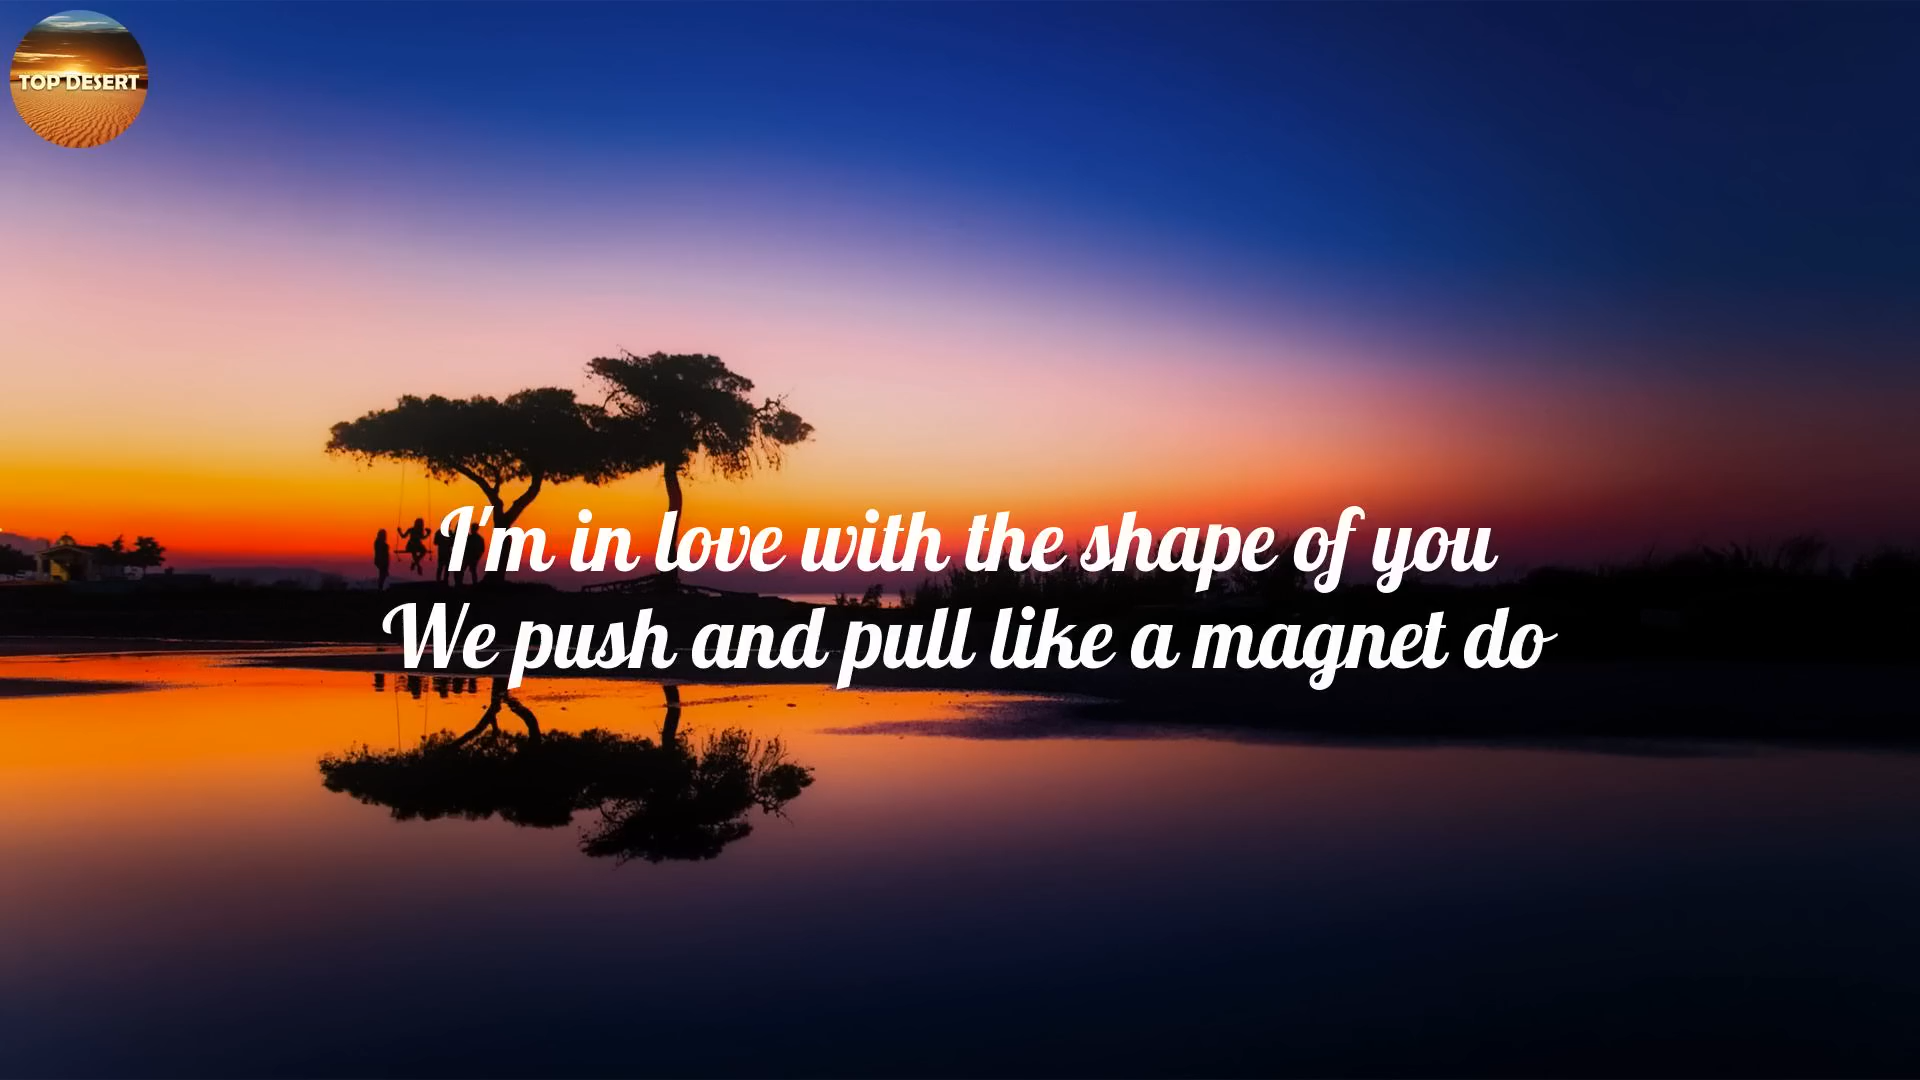 TOP DESERT
I'm in love with the shape of you
We push and pull like a magnet do